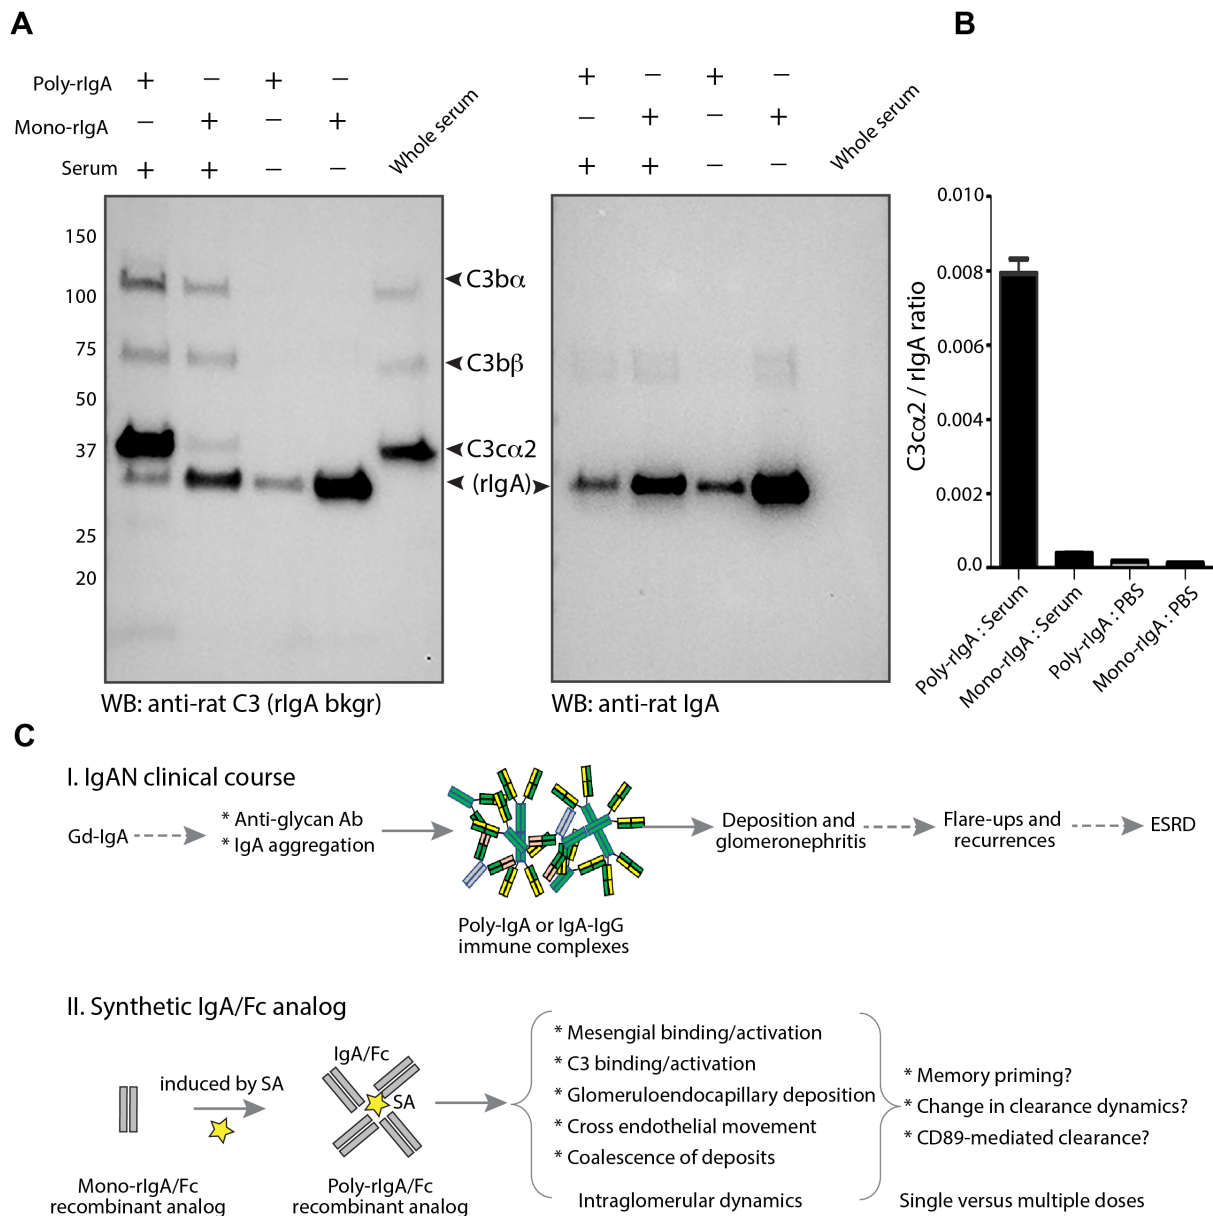 A
B
Poly-rIgA + – + –
Mono-rIgA – + – +
Serum + + – –
Whole serum
+ – + –
– + – +
+ + – –
Whole serum
150
100
75
50
37
25
20
C3bα
C3bβ
C3cα2
(rIgA)
WB: anti-rat C3 (rIgA bkgr)
WB: anti-rat IgA
C3cα2 / rIgA ratio
0.010
0.008
0.006
0.004
0.002
0.0
Poly-rIgA : Serum
Mono-rIgA : Serum
Poly-rIgA : PBS
Mono-rIgA : PBS
C
I. IgAN clinical course
Gd-IgA
* Anti-glycan Ab
* IgA aggregation
Poly-IgA or IgA-IgG
immune complexes
Deposition and
glomeronephritis
Flare-ups and
recurrences
ESRD
II. Synthetic IgA/Fc analog
induced by SA
Mono-rIgA/Fc
recombinant analog
IgA/Fc
SA
Poly-rIgA/Fc
recombinant analog
* Mesengial binding/activation
* C3 binding/activation
* Glomeruloendocapillary deposition
* Cross endothelial movement
* Coalescence of deposits
Intraglomerular dynamics
* Memory priming?
* Change in clearance dynamics?
* CD89-mediated clearance?
Single versus multiple doses